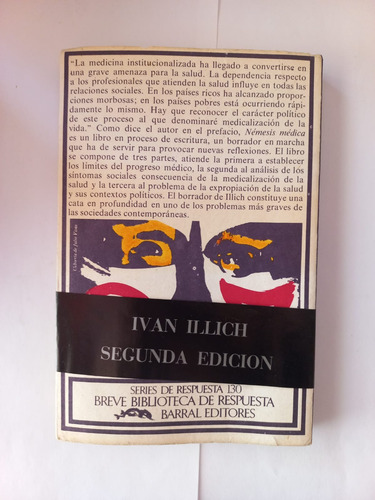 “La medicina institucionalizada ha llegado a convertirse en
una grave amenaza para la salud. La dependencia respecto
a los profesionales que atienden la salud influye en todas las
relaciones sociales. En los países ricos ha alcanzado propor-
ciones morbosas; en los países pobres está ocurriendo rápi-
damente lo mismo. Hay que reconocer el carácter político
de este proceso al que denominaré medicalización de la
vida.” Como dice el autor en el prefacio, Némesis médica
es un libro en proceso de escritura, un borrador en marcha
que ha de servir para provocar nuevas reflexiones. El libro
se compone de tres partes, atiende la primera a establecer
los límites del progreso médico, la segunda al análisis de los
síntomas sociales consecuencia de la medicalización de la
salud y la tercera al problema de la expropiación de la salud
y sus contextos políticos. El borrador de Illich constituye una
cata en profundidad en uno de los problemas más graves de
las sociedades contemporáneas.
Cubierta de Julio Vivas
IVAN ILLICH
SEGUNDA EDICION
SERIES DE RESPUESTA 130
BREVE BIBLIOTECA DE RESPUESTA
BARRAL EDITORES